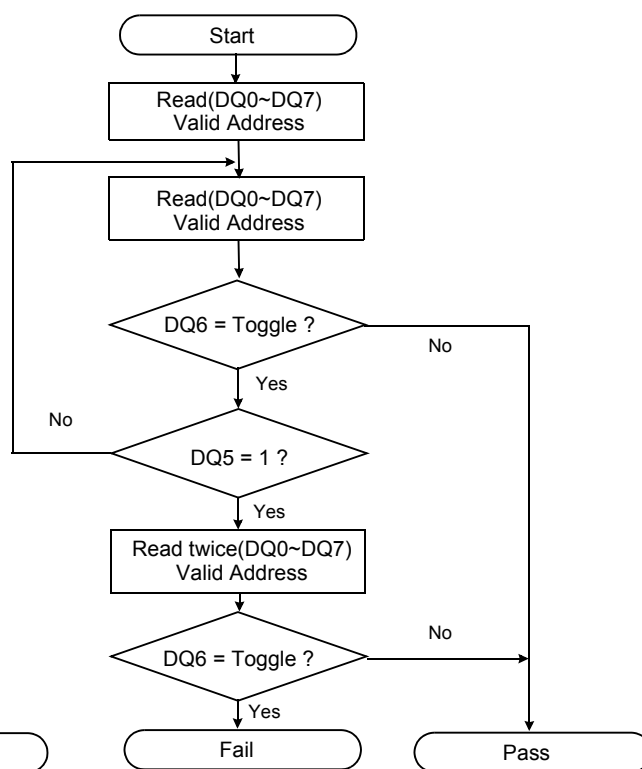 Start
Read(DQ0~DQ7)
Valid Address
Read(DQ0~DQ7)
Valid Address
DQ6 = Toggle ?
No
Yes
No
DQ5 = 1 ?
Yes
Read twice(DQ0~DQ7)
Valid Address
No
DQ6 = Toggle ?
Yes
Fail
Pass